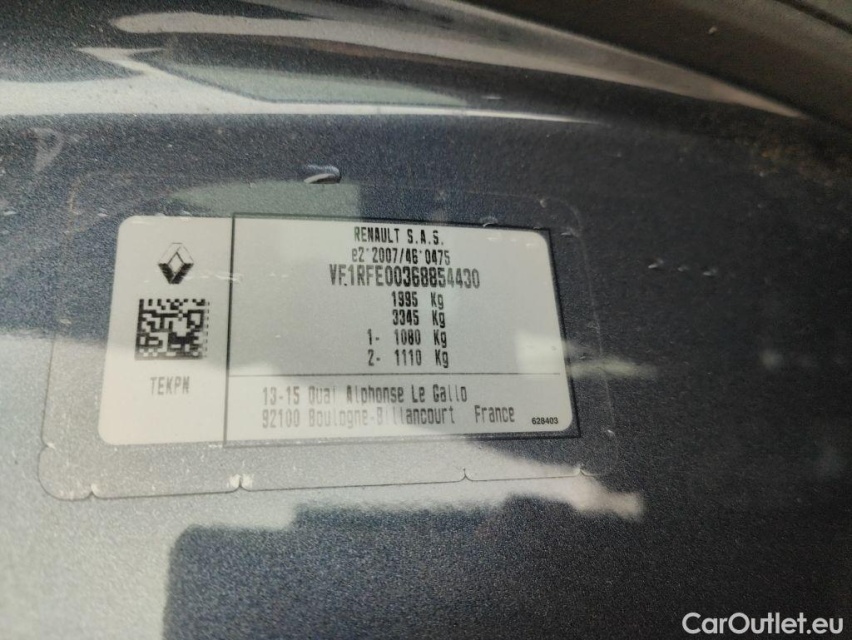 RENAULT S.A.S.
e2*2007/46*0475
VF1RFE00368854430
1995 Kg
3345 Kg
1- 1080 Kg
2- 1110 Kg
TEKPN
13-15 Quai Alphonse Le Gallo
92100 Boulogne-Billancourt France
628403
CarOutlet.eu